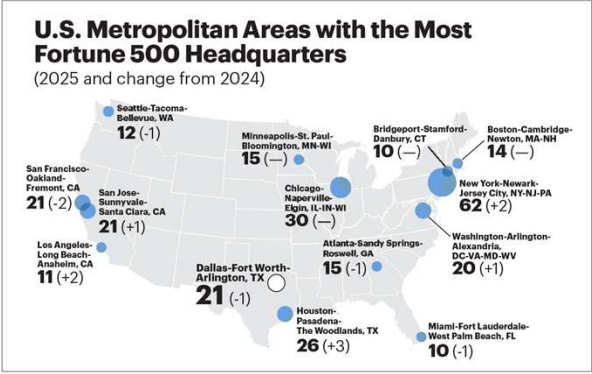 U.S. Metropolitan Areas with the Most
Fortune 500 Headquarters
(2025 and change from 2024)
Seattle-Tacoma-
Bellevue, WA
12 (-1)
Minneapolis-St. Paul-
Bloomington, MN-WI
15 (—)
Bridgeport-Stamford-
Danbury, CT
10 (—)
Boston-Cambridge-
Newton, MA-NH
14 (—)
San Francisco-
Oakland-
Fremont, CA
21 (-2)
San Jose-
Sunnyvale-
Santa Clara, CA
21 (+1)
Chicago-
Naperville-
Elgin, IL-IN-WI
30 (—)
New York-Newark-
Jersey City, NY-NJ-PA
62 (+2)
Los Angeles-
Long Beach-
Anaheim, CA
11 (+2)
Atlanta-Sandy Springs-
Roswell, GA
15 (-1)
Washington-Arlington-
Alexandria,
DC-VA-MD-WV
20 (+1)
Dallas-Fort Worth-
Arlington, TX
21 (-1)
Houston-
Pasadena-
The Woodlands, TX
26 (+3)
Miami-Fort Lauderdale-
West Palm Beach, FL
10 (-1)